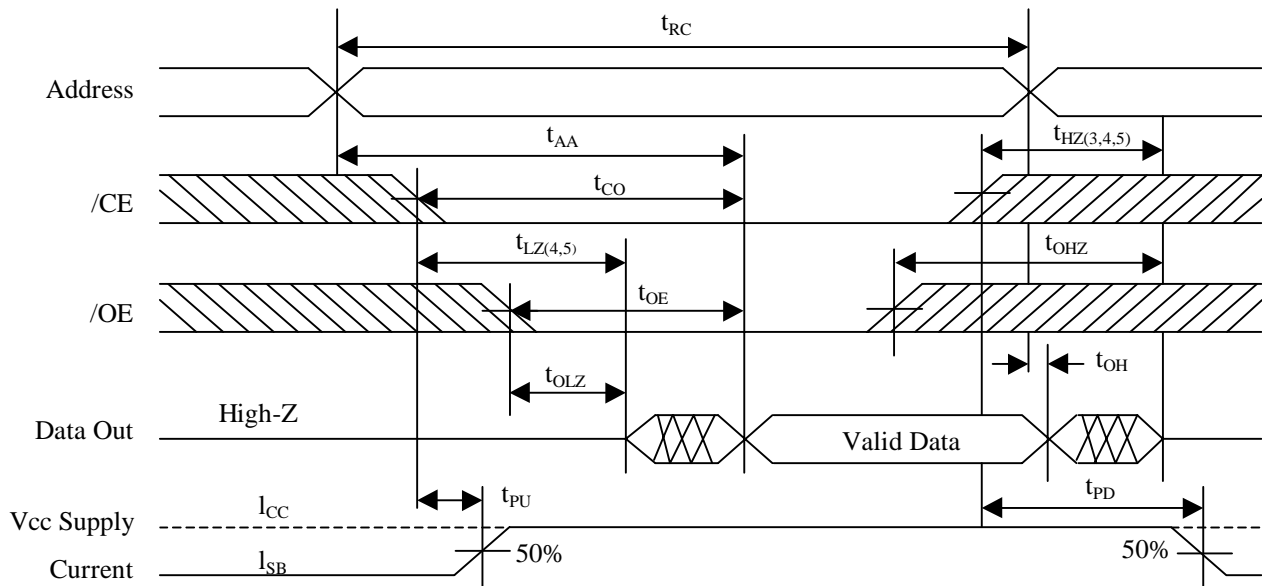 tRC
Address
tAA
tHZ(3,4,5)
/CE
tCO
tLZ(4,5)
tOHZ
/OE
tOE
tOLZ
tOH
High-Z
Data Out
Valid Data
tPU
tPD
Vcc Supply
lCC
50%
50%
Current
lSB